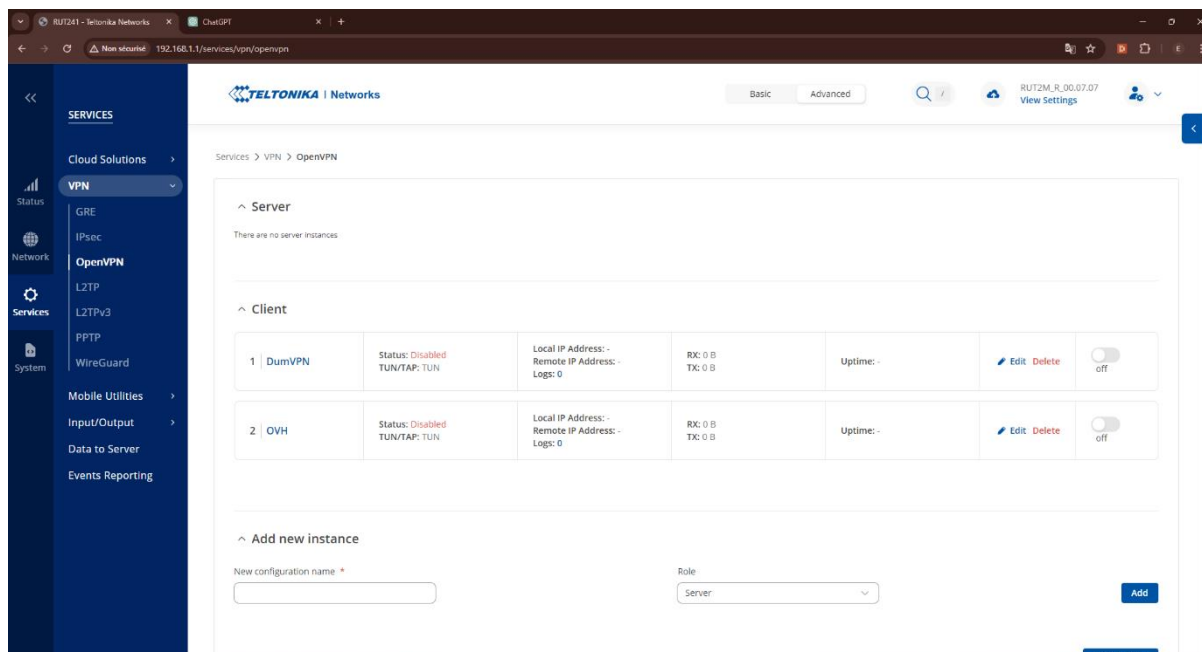 RUT241 - Teltonika Networks
ChatGPT
Non sécurisé 192.168.1.1/services/vpn/openvpn
TELTONIKA | Networks
Basic Advanced
RUT2M_R_00.07.07
View Settings
Status
Network
Services
System
SERVICES
Cloud Solutions
VPN
GRE
IPsec
OpenVPN
L2TP
L2TPv3
PPTP
WireGuard
Mobile Utilities
Input/Output
Data to Server
Events Reporting
Services > VPN > OpenVPN
Server
There are no server instances
Client
1 DumVPN
Status: Disabled
TUN/TAP: TUN
Local IP Address: -
Remote IP Address: -
Logs: 0
RX: 0 B
TX: 0 B
Uptime: -
Edit Delete
off
2 OVH
Status: Disabled
TUN/TAP: TUN
Local IP Address: -
Remote IP Address: -
Logs: 0
RX: 0 B
TX: 0 B
Uptime: -
Edit Delete
off
Add new instance
New configuration name *
Role
Server
Add